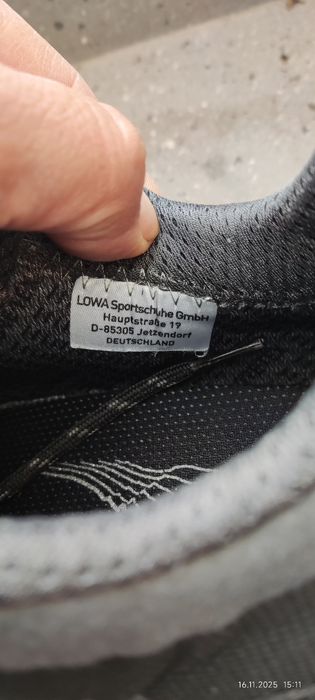 LOWA Sportschuhe GmbH
Hauptstraße 19
D-85305 Jetzendorf
DEUTSCHLAND
16.11.2025 15:11